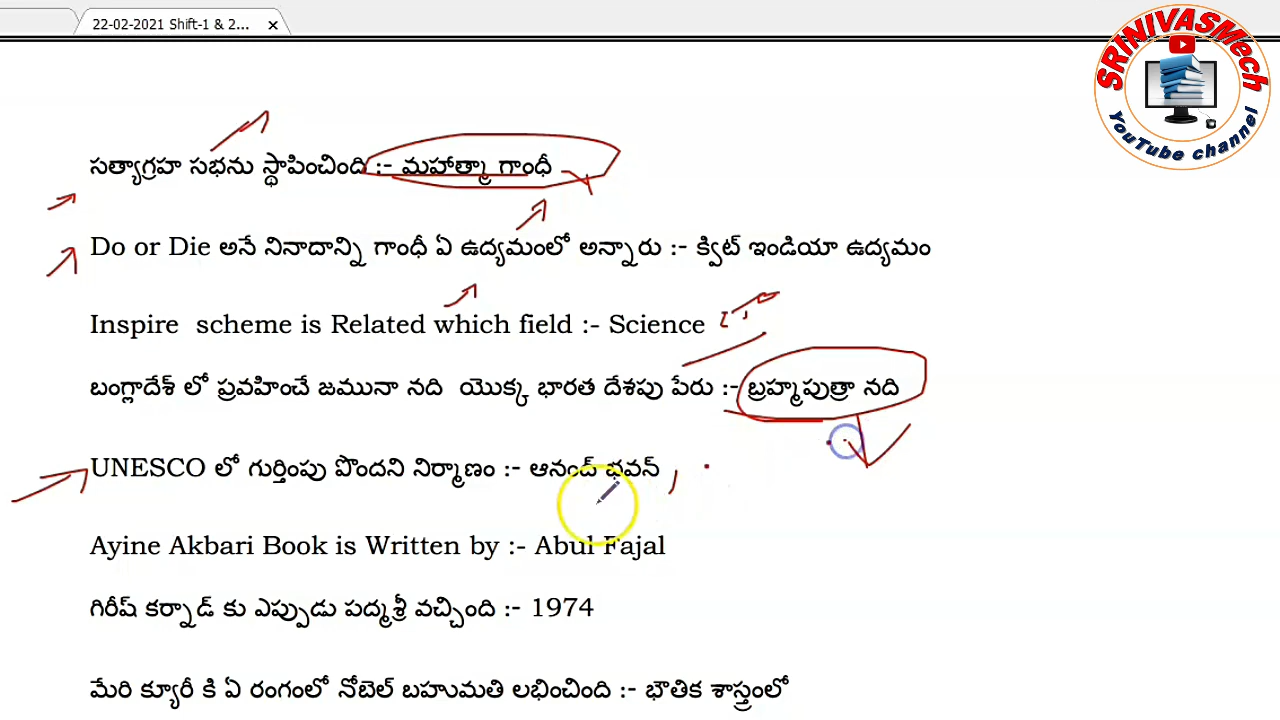 22-02-2021 Shift-1 & 2...
SRINIVASMech
YouTube channel
సత్యాగ్రహ సభను స్థాపించింది :- మహాత్మా గాంధీ
Do or Die అనే నినాదాన్ని గాంధీ ఏ ఉద్యమంలో అన్నారు :- క్విట్ ఇండియా ఉద్యమం
Inspire scheme is Related which field :- Science
బంగ్లాదేశ్ లో ప్రవహించే జమునా నది యొక్క భారత దేశపు పేరు :- బ్రహ్మపుత్రా నది
UNESCO లో గుర్తింపు పొందని నిర్మాణం :- ఆనంద్ భవన్
Ayine Akbari Book is Written by :- Abul Fajal
గిరీష్ కర్నాడ్ కు ఎప్పుడు పద్మశ్రీ వచ్చింది :- 1974
మేరి క్యూరీ కి ఏ రంగంలో నోబెల్ బహుమతి లభించింది :- భౌతిక శాస్త్రంలో